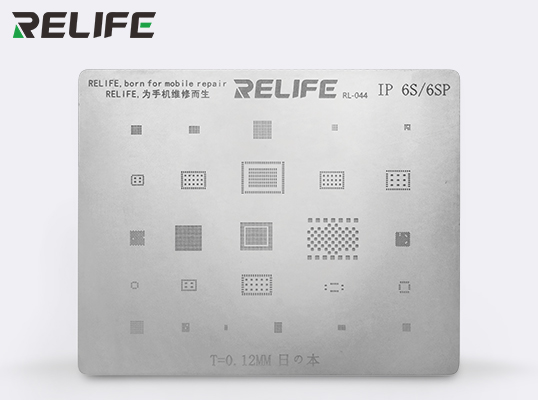 RELIFE
RELIFE, born for mobile repair
RELIFE,为手机维修而生
RELIFE RL-044 IP 6S/6SP
T=0.12MM 日の本